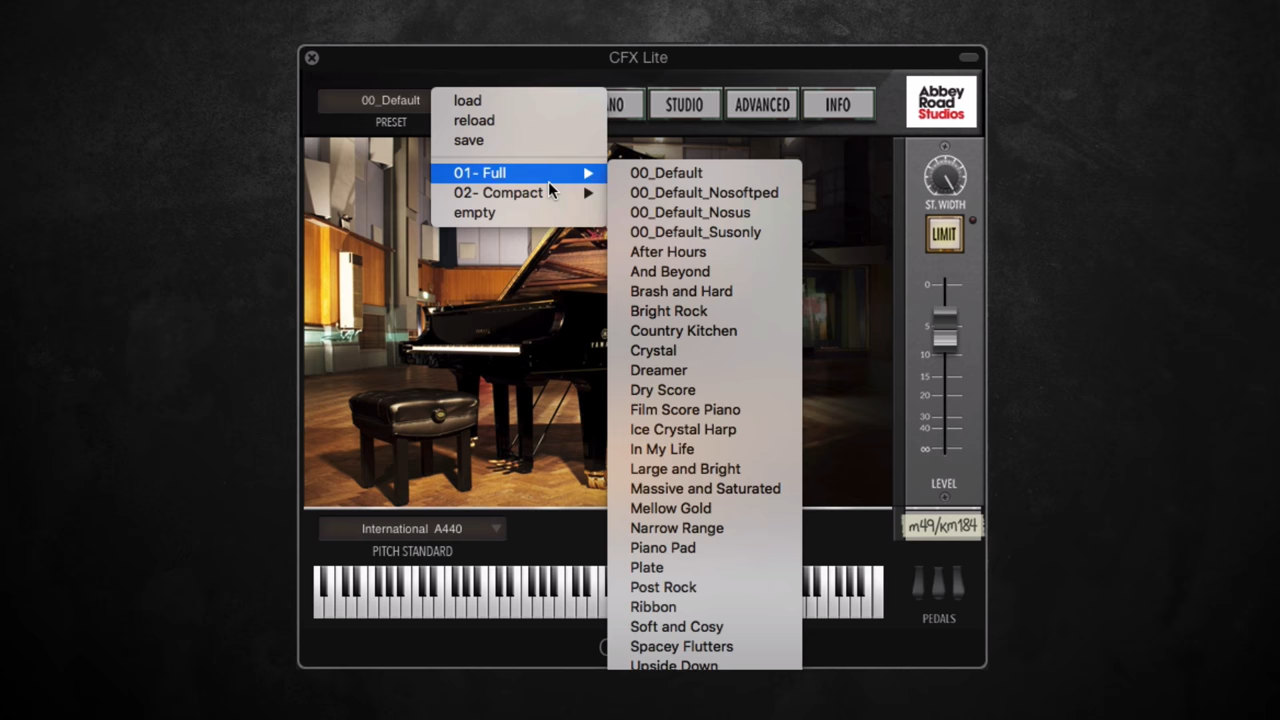 CFX Lite
00_Default
PRESET
load
reload
save
01- Full
02- Compact
empty
STUDIO
ADVANCED
INFO
Abbey
Road
Studios
00_Default
00_Default_Nosoftped
00_Default_Nosus
00_Default_Susonly
After Hours
And Beyond
Brash and Hard
Bright Rock
Country Kitchen
Crystal
Dreamer
Dry Score
Film Score Piano
Ice Crystal Harp
In My Life
Large and Bright
Massive and Saturated
Mellow Gold
Narrow Range
Piano Pad
Plate
Post Rock
Ribbon
Soft and Cosy
Spacey Flutters
Upside Down
ST. WIDTH
LIMIT
0
5
10
15
20
30
40
∞
LEVEL
m49/km184
International A440
PITCH STANDARD
PEDALS